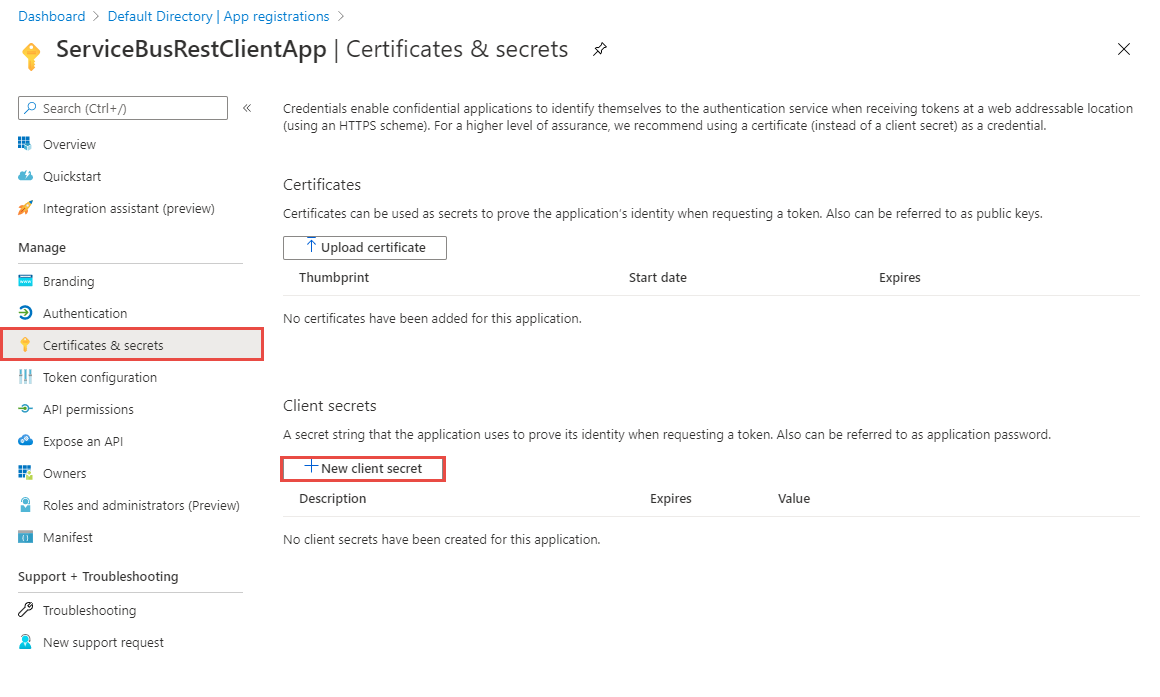 Dashboard > Default Directory | App registrations >
ServiceBusRestClientApp | Certificates & secrets
Search (Ctrl+/)
«
Overview
Quickstart
Integration assistant (preview)
Manage
Branding
Authentication
Certificates & secrets
Token configuration
API permissions
Expose an API
Owners
Roles and administrators (Preview)
Manifest
Support + Troubleshooting
Troubleshooting
New support request
Credentials enable confidential applications to identify themselves to the authentication service when receiving tokens at a web addressable location
(using an HTTPS scheme). For a higher level of assurance, we recommend using a certificate (instead of a client secret) as a credential.
Certificates
Certificates can be used as secrets to prove the application's identity when requesting a token. Also can be referred to as public keys.
Upload certificate
Thumbprint Start date Expires
No certificates have been added for this application.
Client secrets
A secret string that the application uses to prove its identity when requesting a token. Also can be referred to as application password.
New client secret
Description Expires Value
No client secrets have been created for this application.